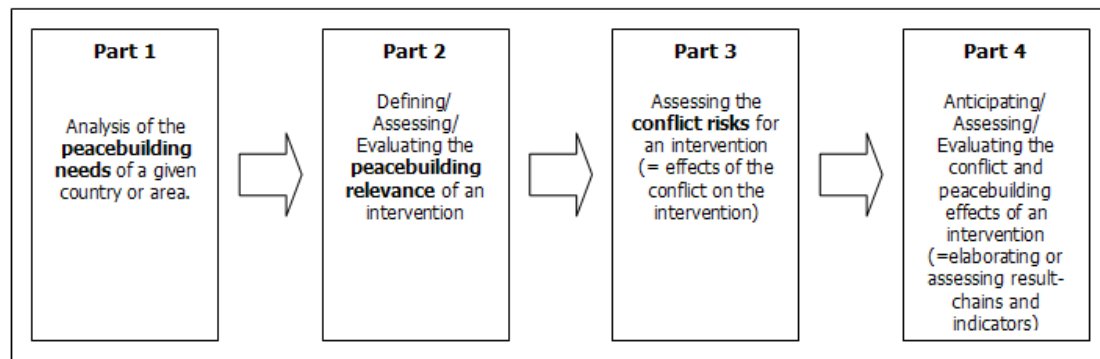 Part 1
Analysis of the
peacebuilding
needs of a given
country or area.
Part 2
Defining/
Assessing/
Evaluating the
peacebuilding
relevance of an
intervention
Part 3
Assessing the
conflict risks for
an intervention
(= effects of the
conflict on the
intervention)
Part 4
Anticipating/
Assessing/
Evaluating the
conflict and
peacebuilding
effects of an
intervention
(=elaborating or
assessing result-
chains and
indicators)